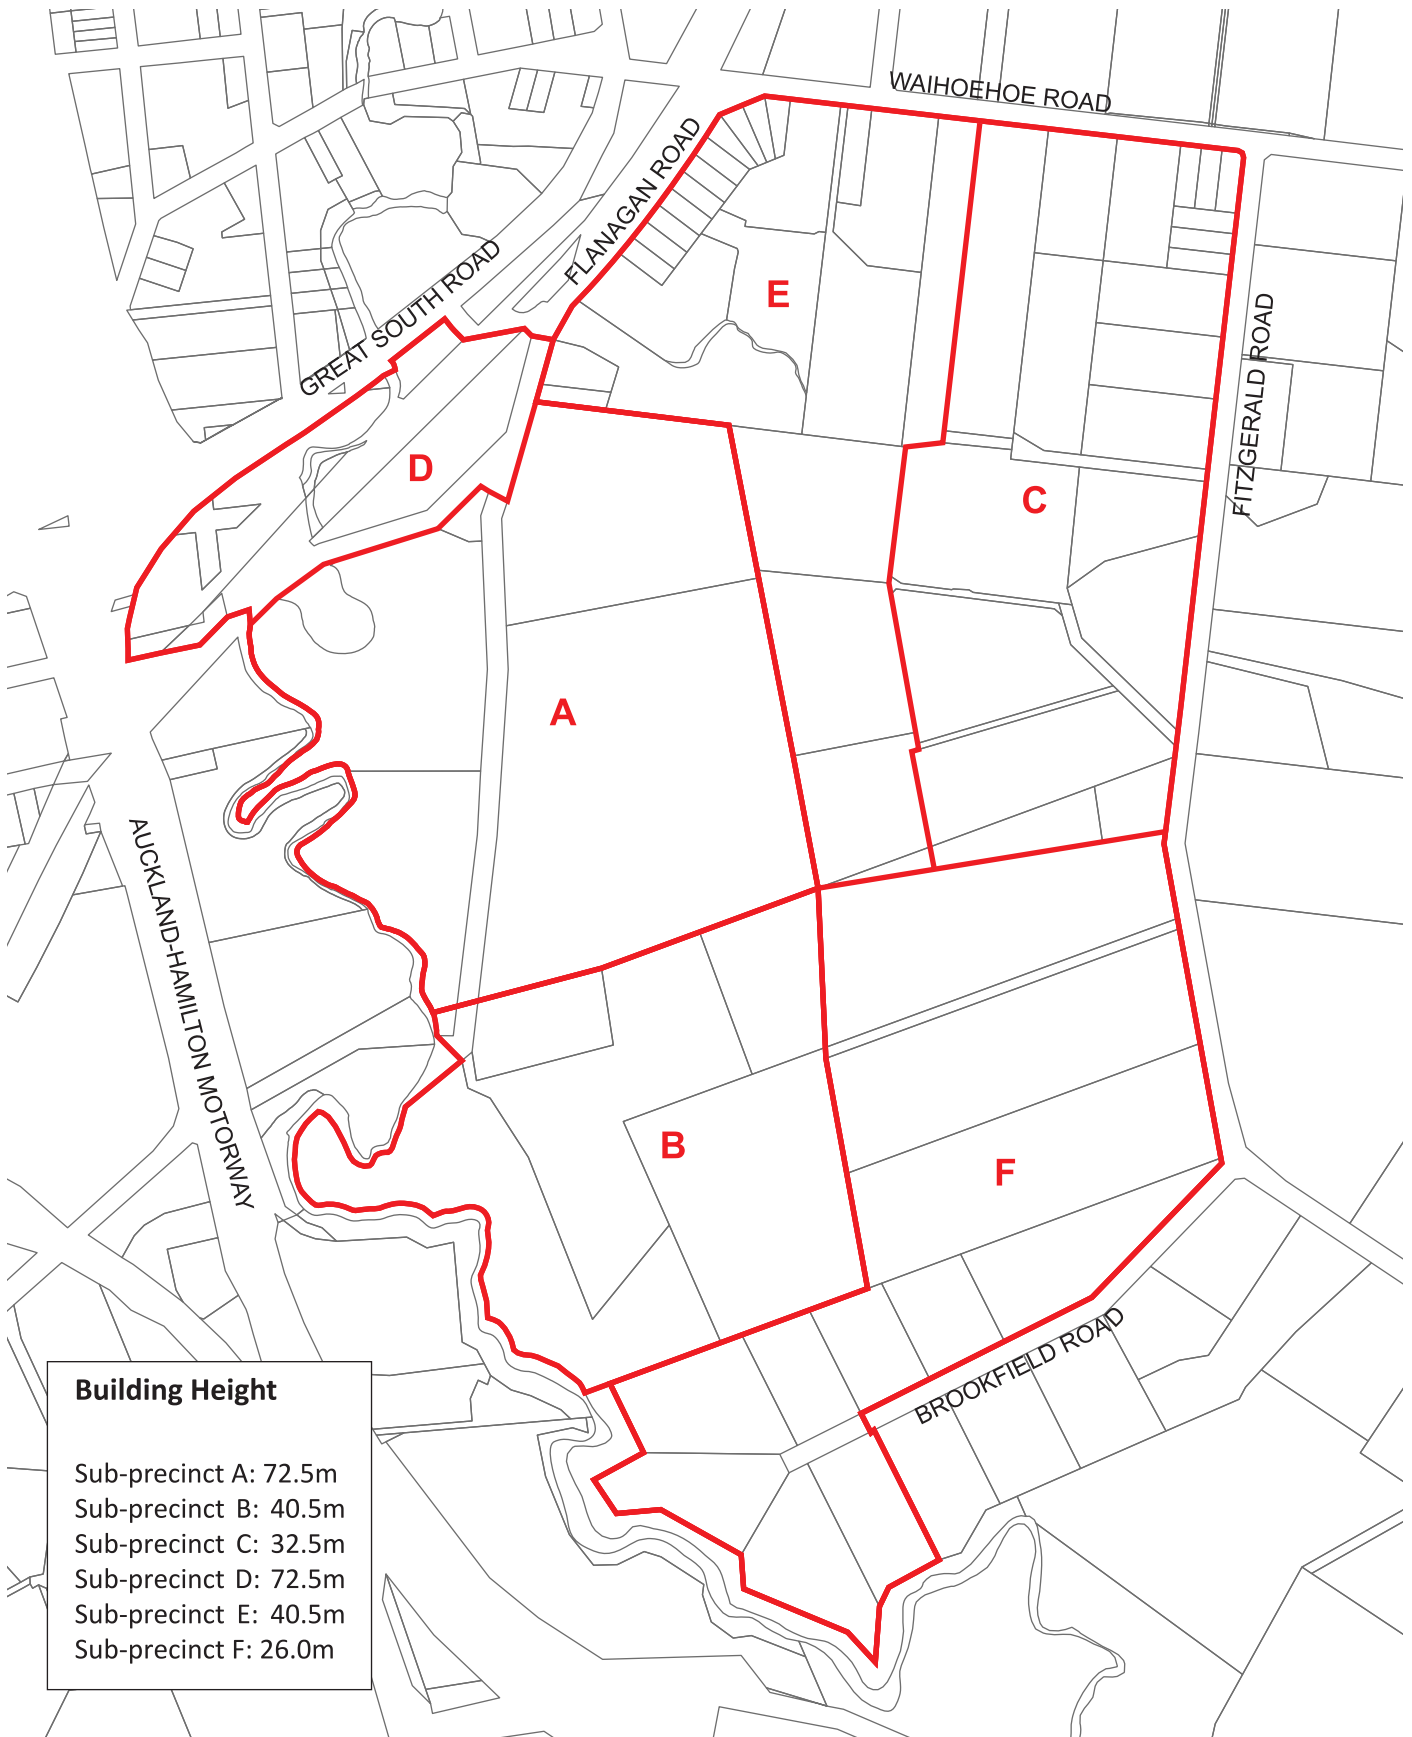 WAIHOEHOE ROAD
FLANAGAN ROAD
GREAT SOUTH ROAD
E
FITZGERALD ROAD
D
C
A
AUCKLAND-HAMILTON MOTORWAY
B
F
BROOKFIELD ROAD
Building Height
Sub-precinct A: 72.5m
Sub-precinct B: 40.5m
Sub-precinct C: 32.5m
Sub-precinct D: 72.5m
Sub-precinct E: 40.5m
Sub-precinct F: 26.0m